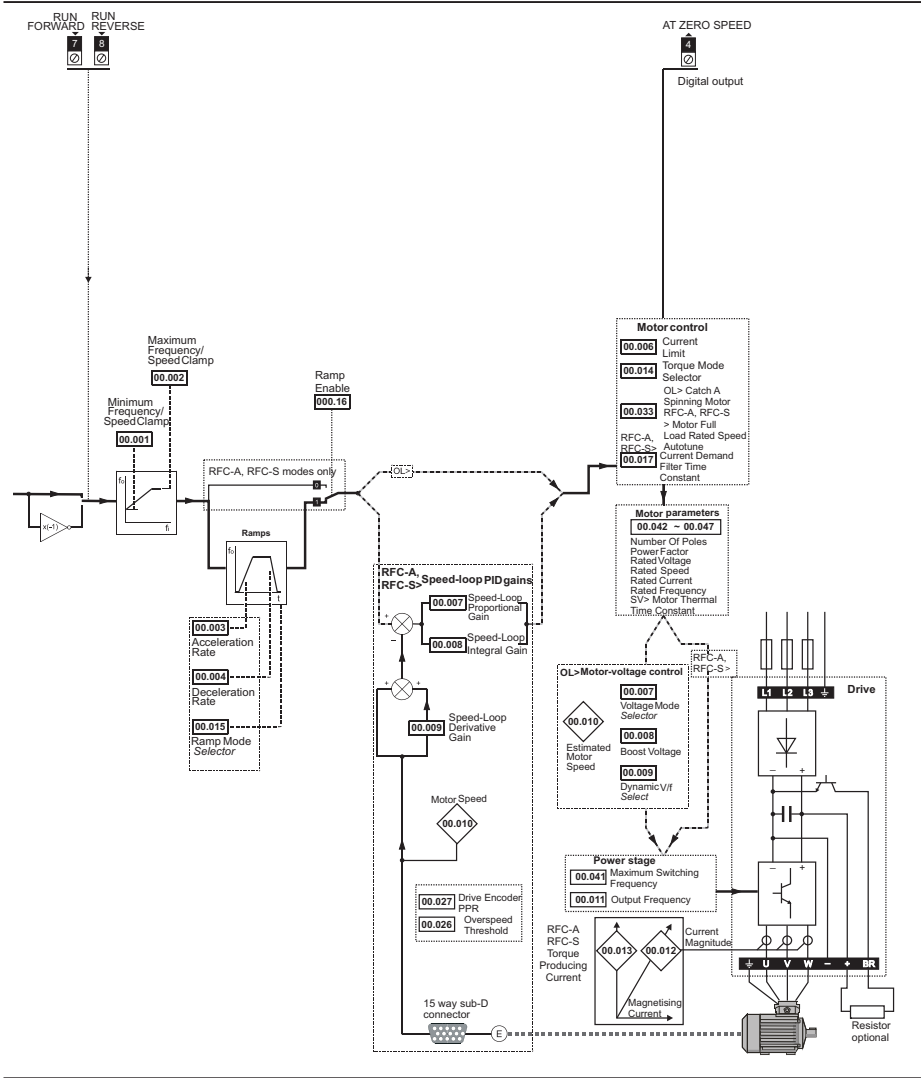 RUN FORWARD
RUN REVERSE
7
8
AT ZERO SPEED
4
Digital output
Maximum
Frequency/
Speed Clamp
00.002
Minimum
Frequency/
Speed Clamp
00.001
Ramp
Enable
000.16
x(-1)
f₀
fᵢ
RFC-A, RFC-S modes only
0
1
OL>
Ramps
f₀
t
00.003
Acceleration
Rate
00.004
Deceleration
Rate
00.015
Ramp Mode
Selector
RFC-A,
RFC-S>
Speed-loop PID gains
+
−
00.007
Speed-Loop
Proportional
Gain
00.008
Speed-Loop
Integral Gain
+
+
00.009
Speed-Loop
Derivative
Gain
Motor Speed
00.010
00.027
Drive Encoder
PPR
00.026
Overspeed
Threshold
15 way sub-D
connector
E
Motor control
00.006
Current
Limit
00.014
Torque Mode
Selector
00.033
OL> Catch A
Spinning Motor
RFC-A, RFC-S
> Motor Full
Load Rated Speed
Autotune
RFC-A,
RFC-S>
00.017
Current Demand
Filter Time
Constant
Motor parameters
00.042 ~ 00.047
Number Of Poles
Power Factor
Rated Voltage
Rated Speed
Rated Current
Rated Frequency
SV> Motor Thermal
Time Constant
RFC-A,
RFC-S >
OL>Motor-voltage control
00.007
Voltage Mode
Selector
00.010
Estimated
Motor
Speed
00.008
Boost Voltage
00.009
Dynamic V/f
Select
Power stage
00.041
Maximum Switching
Frequency
00.011
Output Frequency
RFC-A
RFC-S
Torque
Producing
Current
00.013
00.012
Current
Magnitude
Magnetising
Current
Drive
L1 L2 L3
− +
− +
U V W − + BR
Resistor
optional